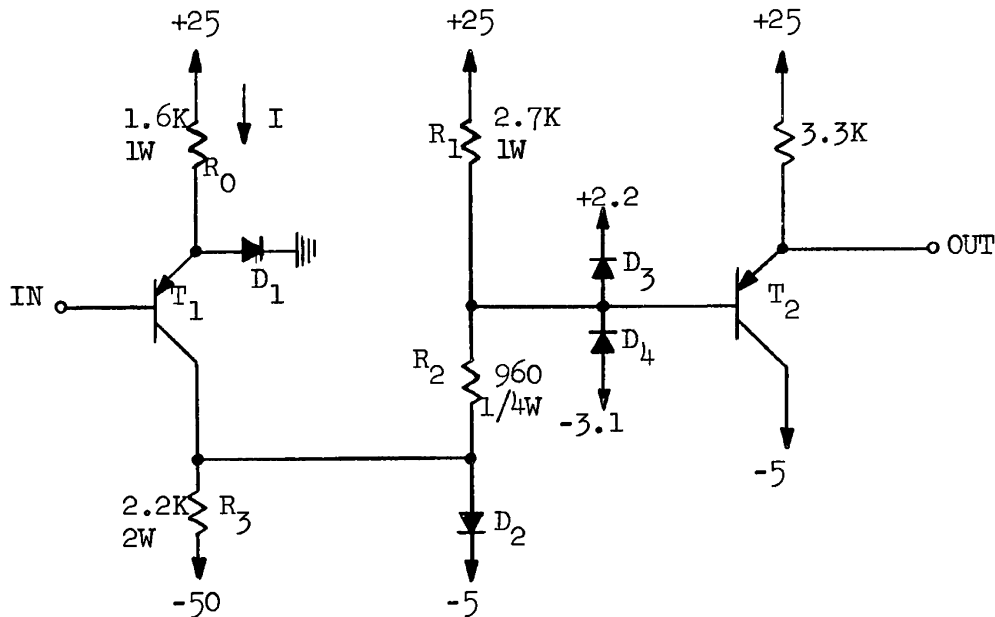 +25
+25
+25
1.6K
1W
R0
I
R1
2.7K
1W
3.3K
+2.2
D3
OUT
D1
IN
T1
T2
D4
R2
960
1/4W
-3.1
2.2K
2W
R3
D2
-5
-50
-5